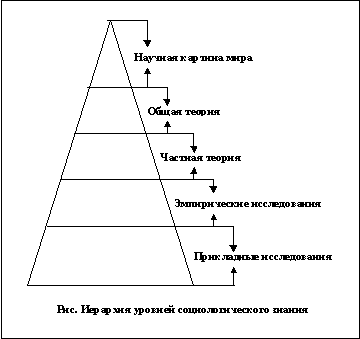 Научная картина мира
Общая теория
Частная теория
Эмпирические исследования
Прикладные исследования
Рис. Иерархия уровней социологического знания